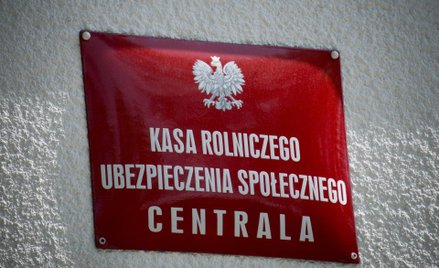 KASA ROLNICZEGO
UBEZPIECZENIA SPOŁECZNEGO
CENTRALA